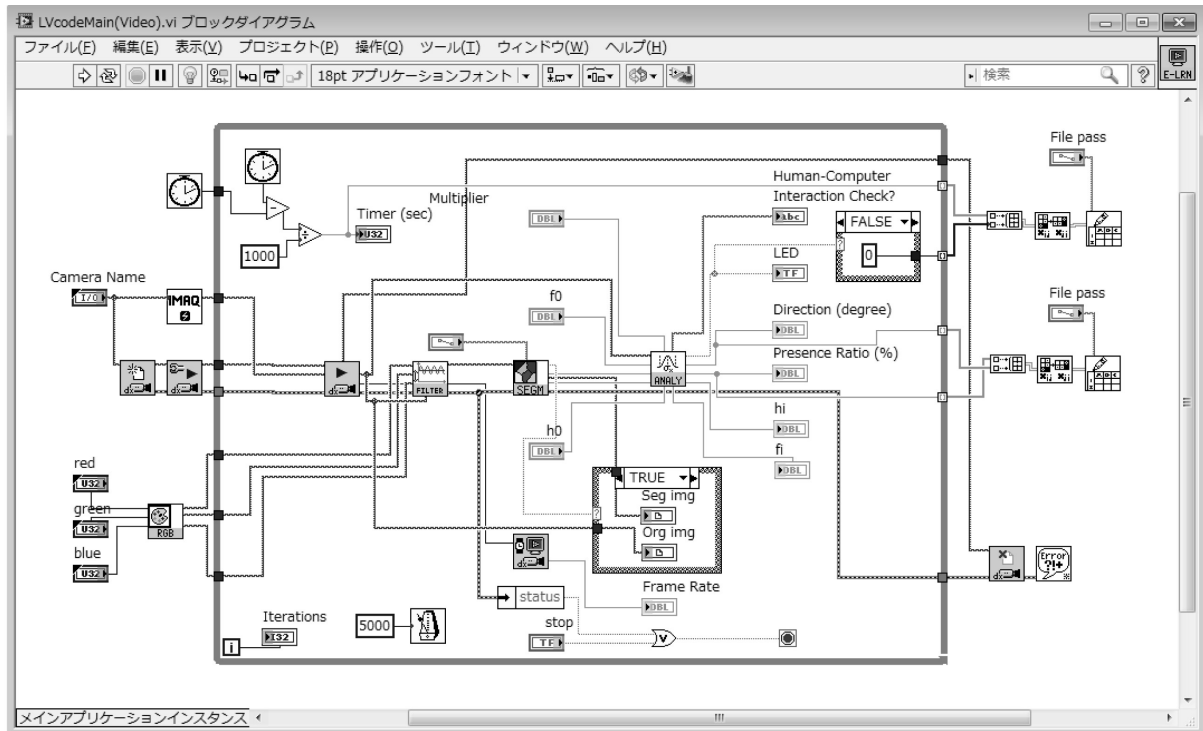 LVcodeMain(Video).vi ブロックダイアグラム
ファイル(F) 編集(E) 表示(V) プロジェクト(P) 操作(O) ツール(T) ウィンドウ(W) ヘルプ(H)
18pt アプリケーションフォント
検索
E-LRN
File pass
Human-Computer
Interaction Check?
Multiplier
Timer (sec)
DBL
abc
FALSE
U32
1000
LED
0
TF
Camera Name
I/O
IMAQ
f0
DBL
Direction (degree)
DBL
File pass
Presence Ratio (%)
DBL
FILTER
SEGM
ANALY
hi
DBL
h0
DBL
fi
DBL
red
U32
green
U32
blue
U32
RGB
TRUE
Seg img
Org img
Error
?!+
Frame Rate
DBL
status
Iterations
I32
5000
stop
TF
i
メインアプリケーションインスタンス